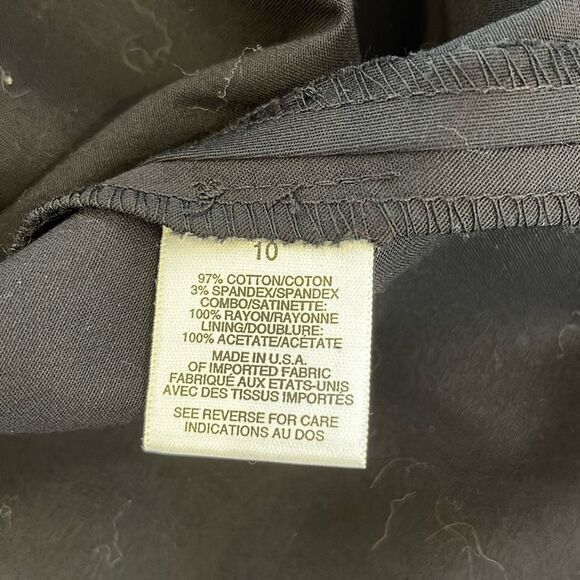 10
97% COTTON/COTON
3% SPANDEX/SPANDEX
COMBO/SATINETTE:
100% RAYON/RAYONNE
LINING/DOUBLURE:
100% ACETATE/ACÉTATE
MADE IN U.S.A.
OF IMPORTED FABRIC
FABRIQUÉ AUX ETATS-UNIS
AVEC DES TISSUS IMPORTÉS
SEE REVERSE FOR CARE
INDICATIONS AU DOS